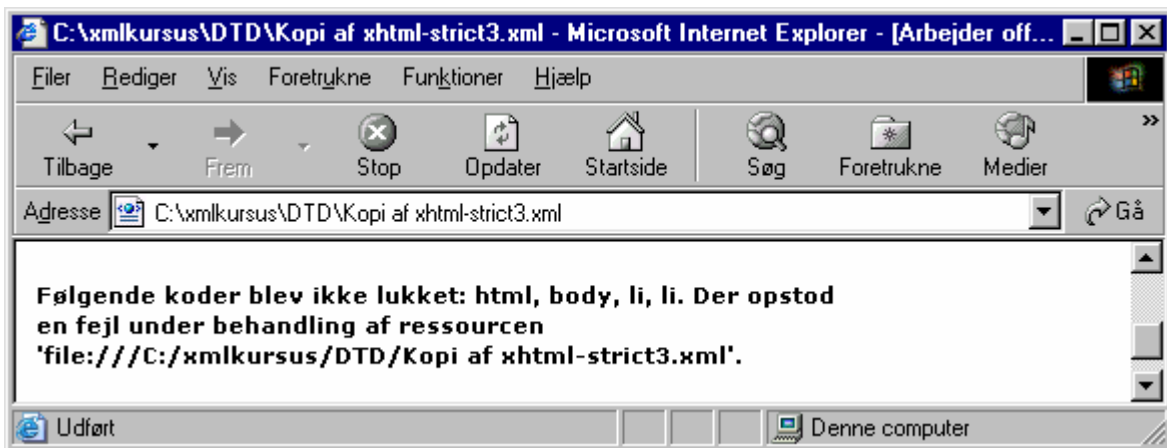 C:\xmlkursus\DTD\Kopi af xhtml-strict3.xml - Microsoft Internet Explorer - [Arbejder off...
Filer Rediger Vis Foretrukne Funktioner Hjælp
Tilbage Frem Stop Opdater Startside Søg Foretrukne Medier »
Adresse C:\xmlkursus\DTD\Kopi af xhtml-strict3.xml Gå
Følgende koder blev ikke lukket: html, body, li, li. Der opstod
en fejl under behandling af ressourcen
'file:///C:/xmlkursus/DTD/Kopi af xhtml-strict3.xml'.
Udført Denne computer